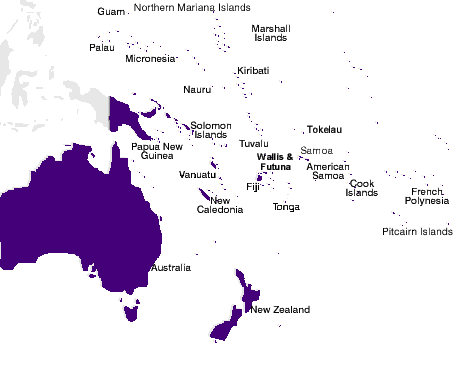 Guam
Northern Mariana Islands
Marshall
Islands
Palau
Micronesia
Kiribati
Nauru
Solomon
Islands
Tokelau
Papua New
Guinea
Tuvalu
Samoa
Wallis &
Futuna
American
Samoa
Vanuatu
Fiji
Cook
Islands
French
Polynesia
New
Caledonia
Tonga
Pitcairn Islands
Australia
New Zealand